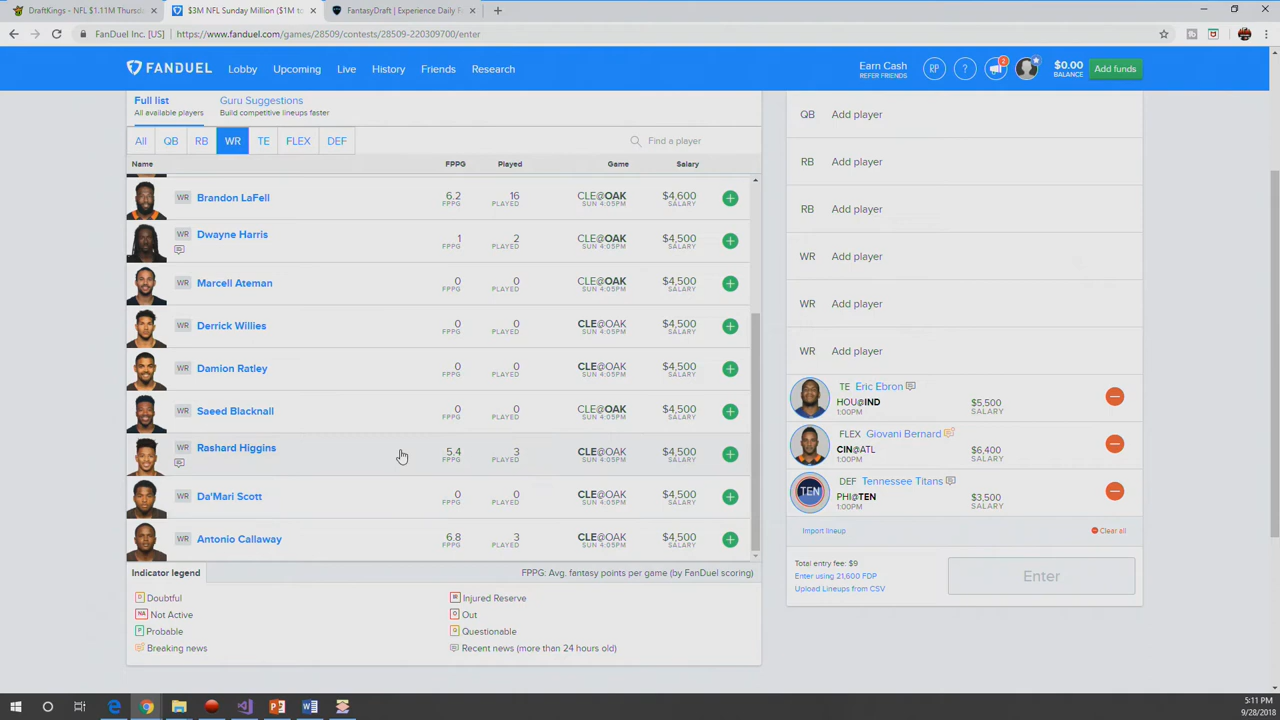 DraftKings - NFL $1.11M Thursd
$3M NFL Sunday Million ($1M to
FantasyDraft | Experience Daily F
FanDuel Inc. [US] | https://www.fanduel.com/games/28509/contests/28509-220309700/enter
FANDUEL Lobby Upcoming Live History Friends Research
Earn Cash
REFER FRIENDS
RP ? 2
$0.00
BALANCE
Add funds
Full list
All available players
Guru Suggestions
Build competitive lineups faster
All QB RB WR TE FLEX DEF Find a player
Name FPPG Played Game Salary
WR Brandon LaFell 6.2 FPPG 16 PLAYED CLE@OAK SUN 4:05PM $4,600 SALARY
WR Dwayne Harris 1 FPPG 2 PLAYED CLE@OAK SUN 4:05PM $4,500 SALARY
WR Marcell Ateman 0 FPPG 0 PLAYED CLE@OAK SUN 4:05PM $4,500 SALARY
WR Derrick Willies 0 FPPG 0 PLAYED CLE@OAK SUN 4:05PM $4,500 SALARY
WR Damion Ratley 0 FPPG 0 PLAYED CLE@OAK SUN 4:05PM $4,500 SALARY
WR Saeed Blacknall 0 FPPG 0 PLAYED CLE@OAK SUN 4:05PM $4,500 SALARY
WR Rashard Higgins 5.4 FPPG 3 PLAYED CLE@OAK SUN 4:05PM $4,500 SALARY
WR Da'Mari Scott 0 FPPG 0 PLAYED CLE@OAK SUN 4:05PM $4,500 SALARY
WR Antonio Callaway 6.8 FPPG 3 PLAYED CLE@OAK SUN 4:05PM $4,500 SALARY
Indicator legend
FPPG: Avg. fantasy points per game (by FanDuel scoring)
D Doubtful
IR Injured Reserve
NA Not Active
O Out
P Probable
Q Questionable
Breaking news
Recent news (more than 24 hours old)
QB Add player
RB Add player
RB Add player
WR Add player
WR Add player
WR Add player
TE Eric Ebron
HOU@IND
1:00PM
$5,500
SALARY
FLEX Giovani Bernard
CIN@ATL
1:00PM
$6,400
SALARY
TEN
DEF Tennessee Titans
PHI@TEN
1:00PM
$3,500
SALARY
Import lineup
Clear all
Total entry fee: $9
Enter using 21,600 FDP
Upload Lineups from CSV
Enter
5:11 PM
9/28/2018